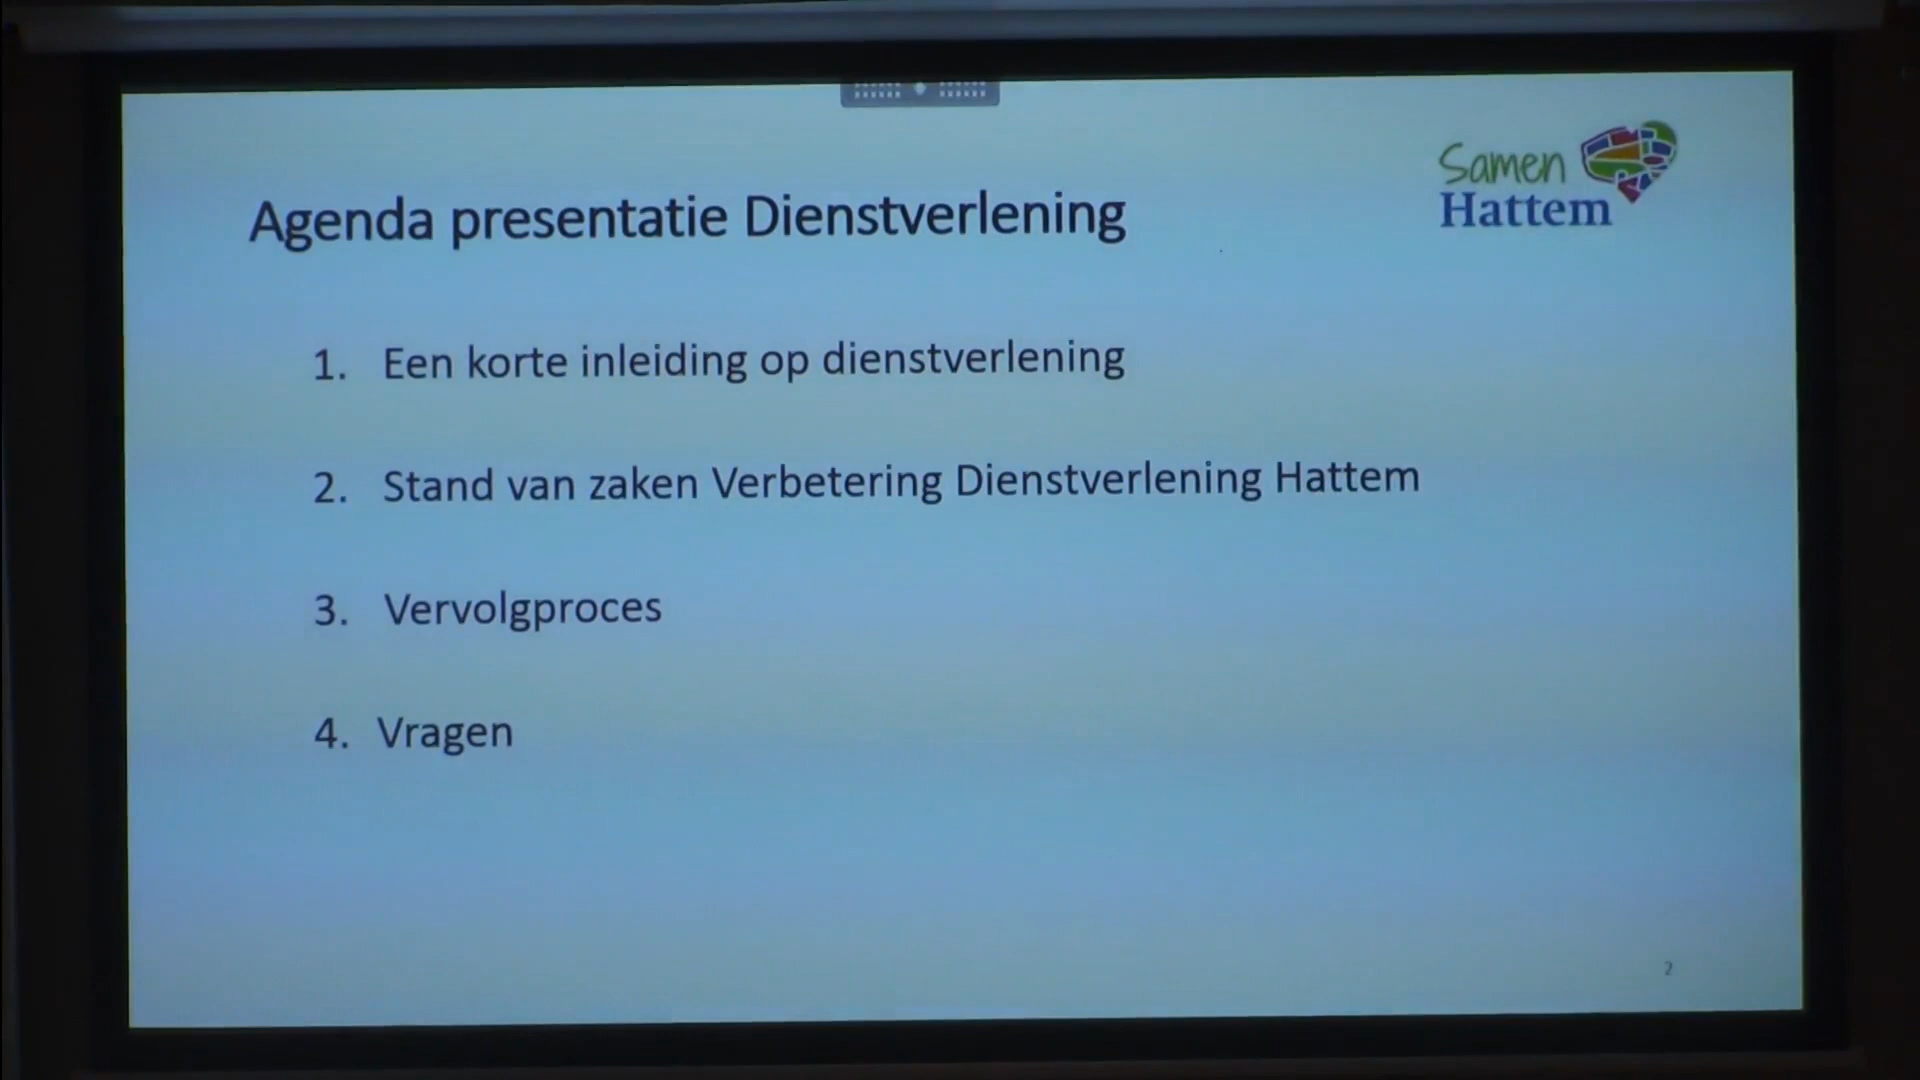 Samen
Hattem
Agenda presentatie Dienstverlening
1. Een korte inleiding op dienstverlening
2. Stand van zaken Verbetering Dienstverlening Hattem
3. Vervolgproces
4. Vragen
2